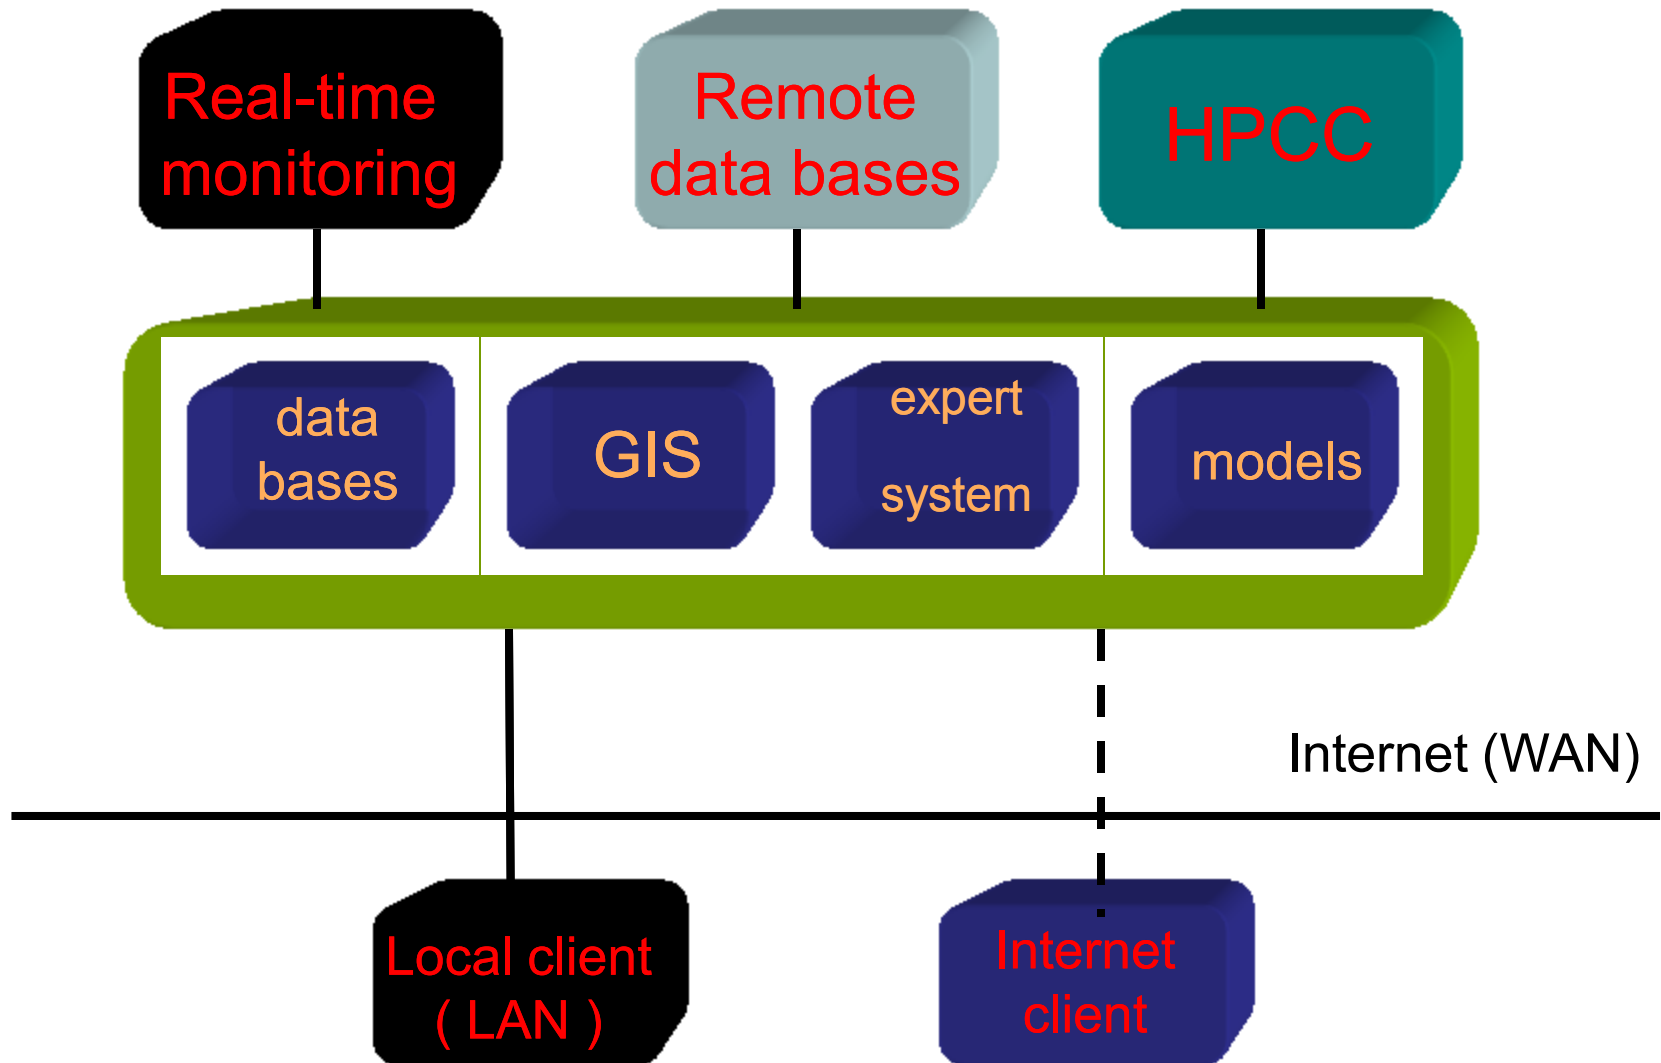 Real-time
monitoring
Remote
data bases
HPCC
data
bases
GIS
expert
system
models
Internet (WAN)
Local client
( LAN )
Internet
client